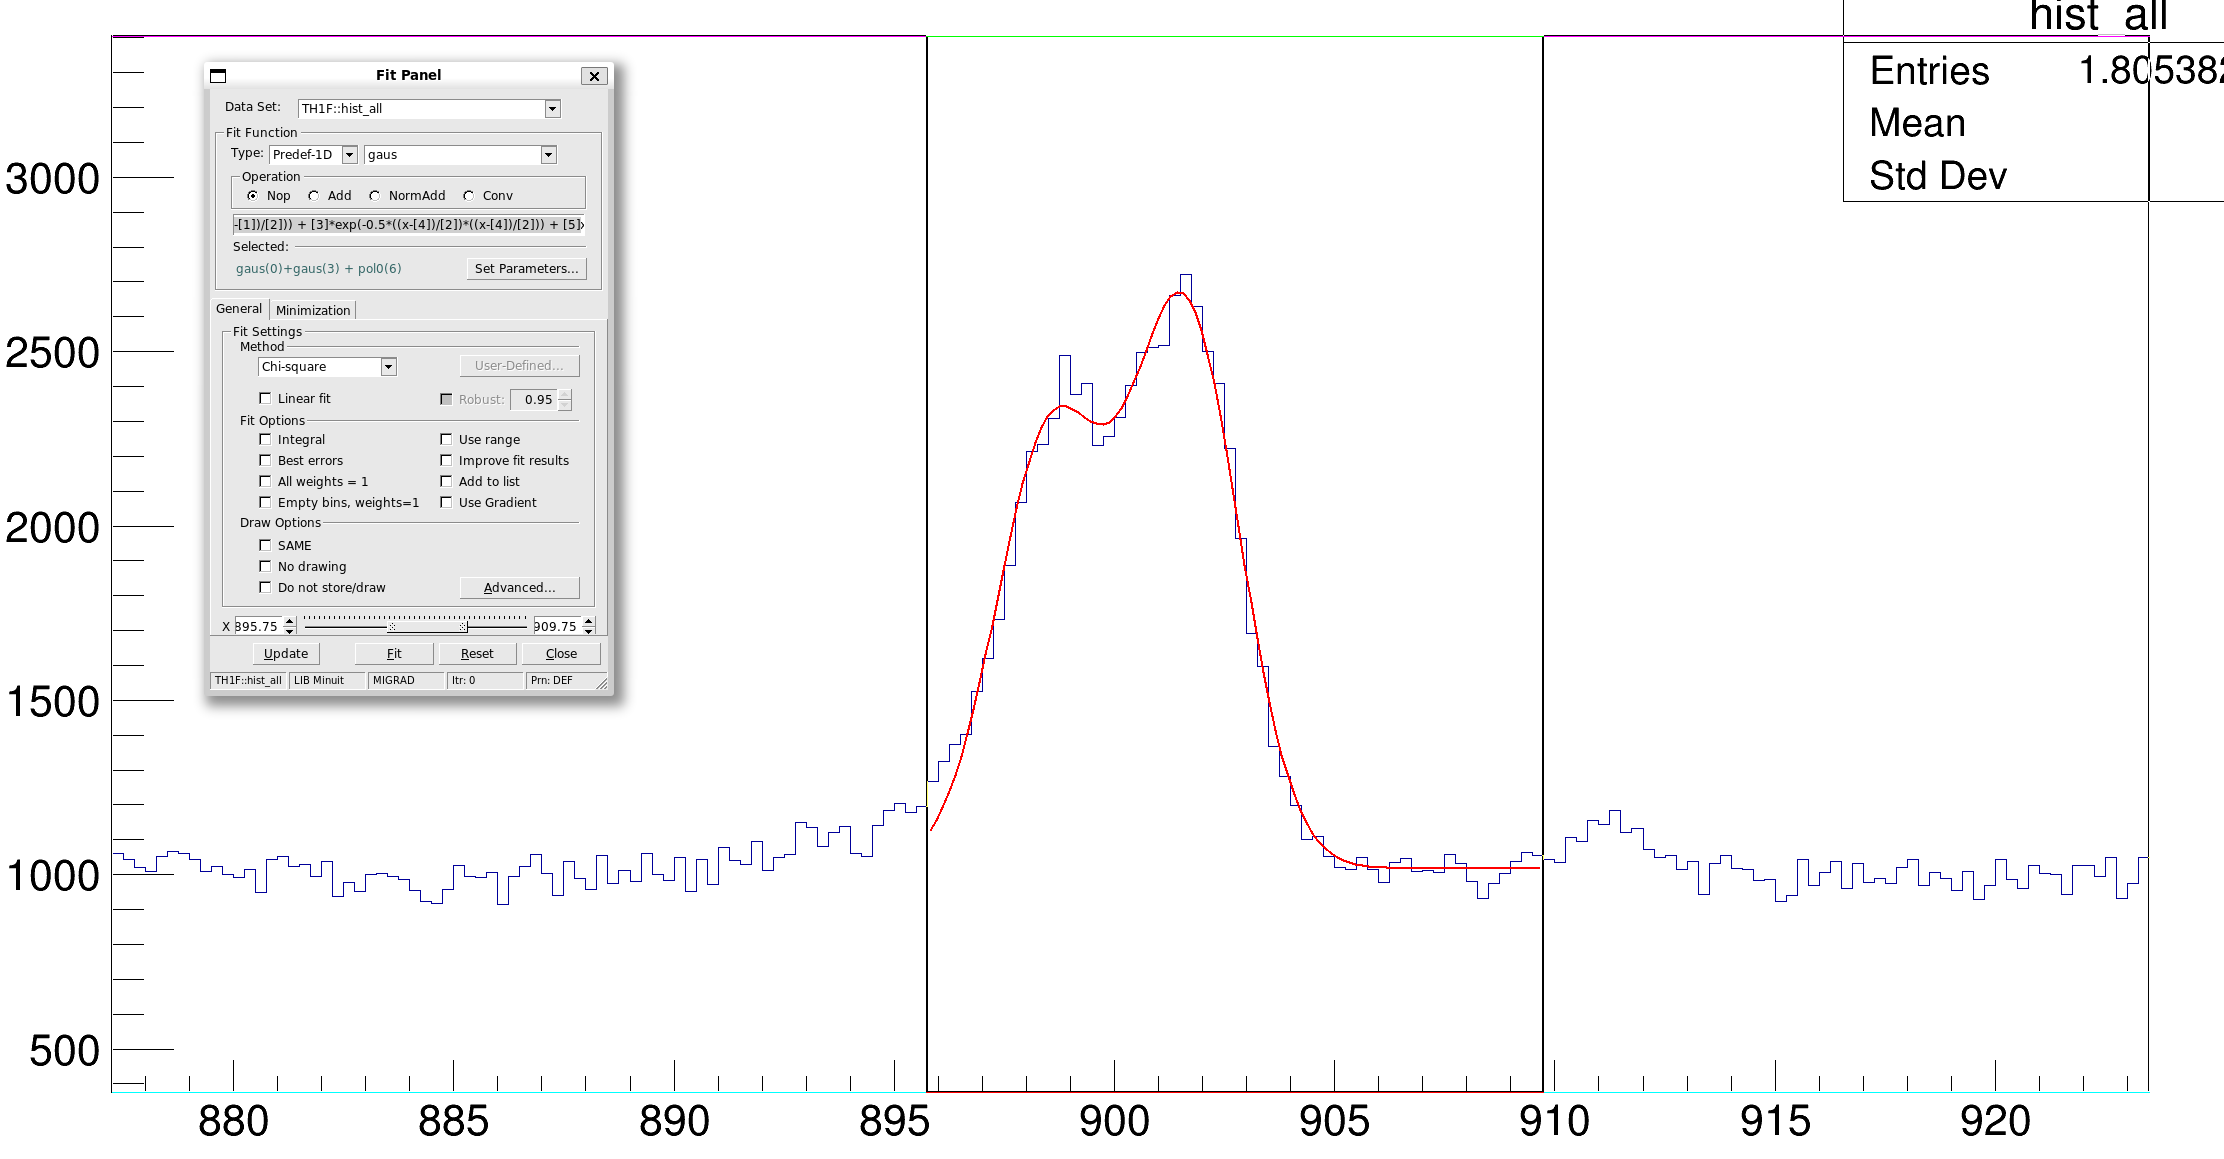 hist_all
Entries 1.805382
Mean
Std Dev
3000
2500
2000
1500
1000
500
880 885 890 895 900 905 910 915 920
Fit Panel
Data Set: TH1F::hist_all
Fit Function
Type: Predef-1D gaus
Operation
Nop Add NormAdd Conv
-[1])/[2])) + [3]*exp(-0.5*((x-[4])/[2])*((x-[4])/[2])) + [5]
Selected:
gaus(0)+gaus(3) + pol0(6) Set Parameters...
General Minimization
Fit Settings
Method
Chi-square User-Defined...
Linear fit Robust: 0.95
Fit Options
Integral Use range
Best errors Improve fit results
All weights = 1 Add to list
Empty bins, weights=1 Use Gradient
Draw Options
SAME
No drawing
Do not store/draw Advanced...
X 895.75 909.75
Update Fit Reset Close
TH1F::hist_all LIB Minuit MIGRAD Itr: 0 Prn: DEF